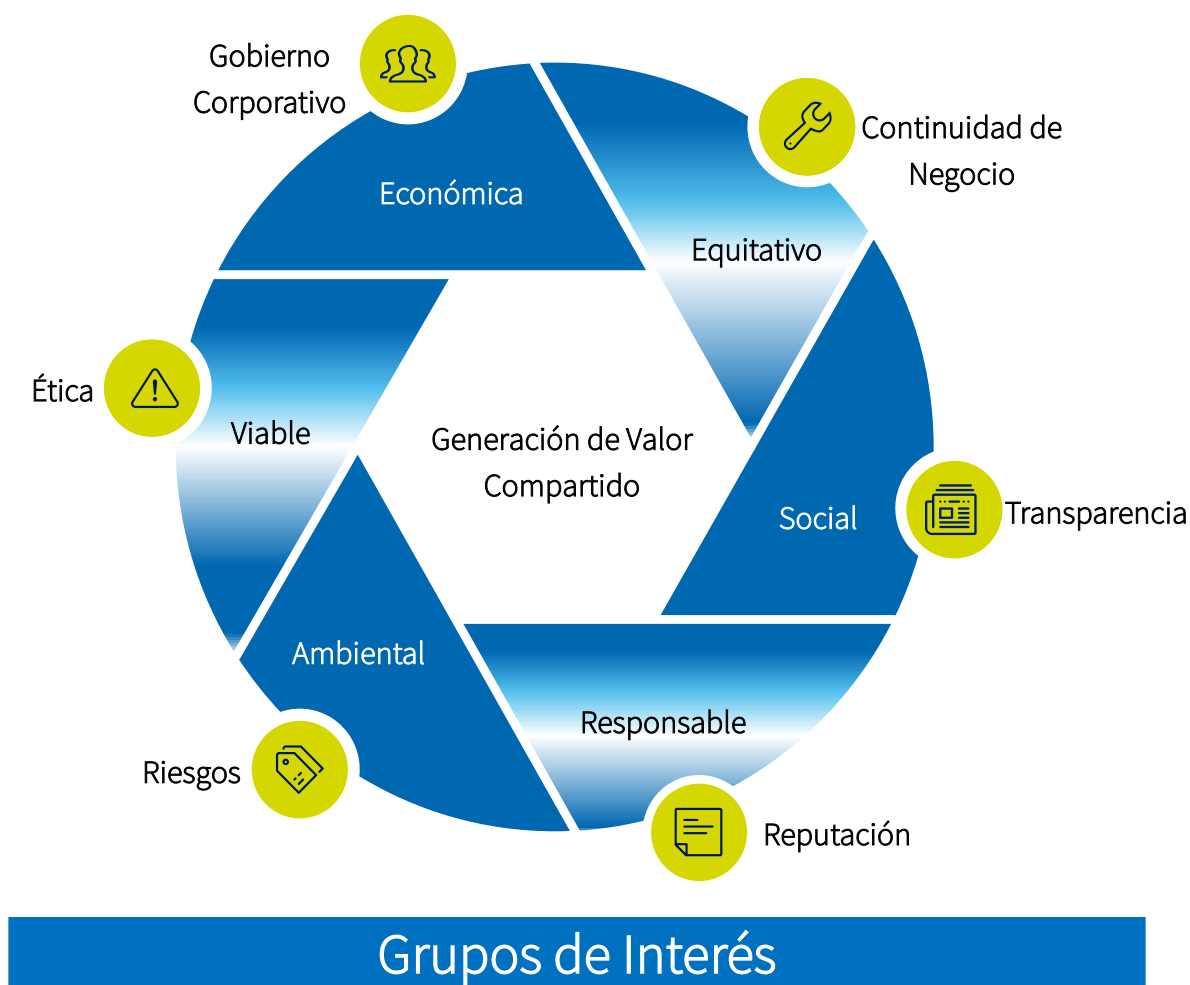 Gobierno
Corporativo
Continuidad de
Negocio
Económica
Equitativo
Ética
Viable
Generación de Valor
Compartido
Social
Transparencia
Ambiental
Responsable
Riesgos
Reputación
Grupos de Interés